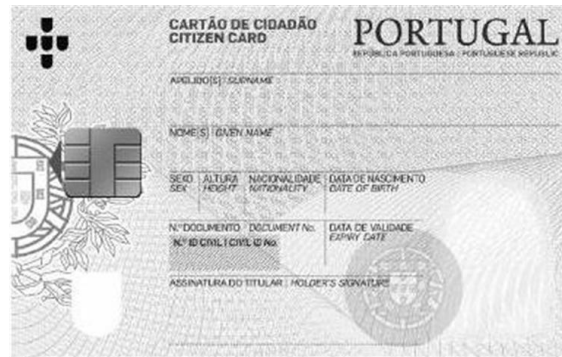 CARTÃO DE CIDADÃO
CITIZEN CARD
PORTUGAL
REPÚBLICA PORTUGUESA / PORTUGUESE REPUBLIC
APELIDO[S] / SURNAME
NOME[S] / GIVEN NAME
SEXO ALTURA NACIONALIDADE DATA DE NASCIMENTO
SEX HEIGHT NATIONALITY DATE OF BIRTH
N.º DOCUMENTO / DOCUMENT No. DATA DE VALIDADE
N.º ID CIVIL / CIVIL ID No. EXPIRY DATE
ASSINATURA DO TITULAR / HOLDER'S SIGNATURE